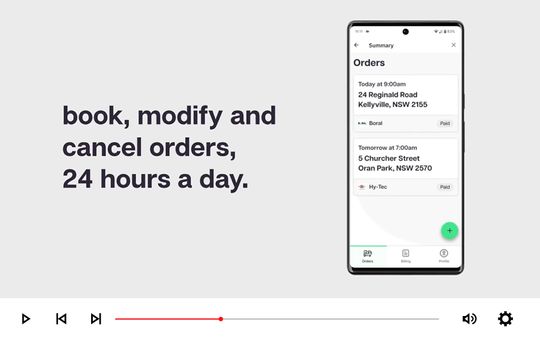 book, modify and
cancel orders,
24 hours a day.
Summary
Orders
Today at 9:00am
24 Reginald Road
Kellyville, NSW 2155
Boral
Paid
Tomorrow at 7:00am
5 Churcher Street
Oran Park, NSW 2570
Hy-Tec
Paid
+
Orders
Billing
Profile